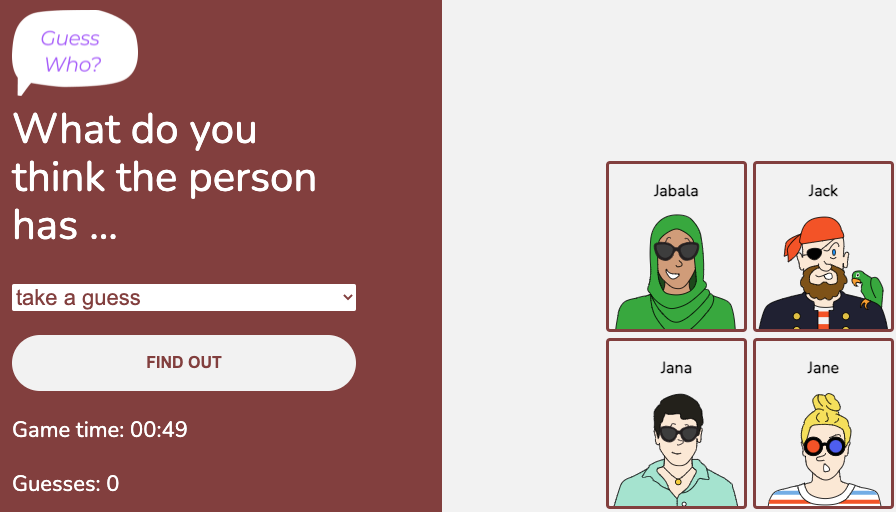 Guess
Who?
What do you
think the person
has ...
take a guess
FIND OUT
Game time: 00:49
Guesses: 0
Jabala
Jack
Jana
Jane